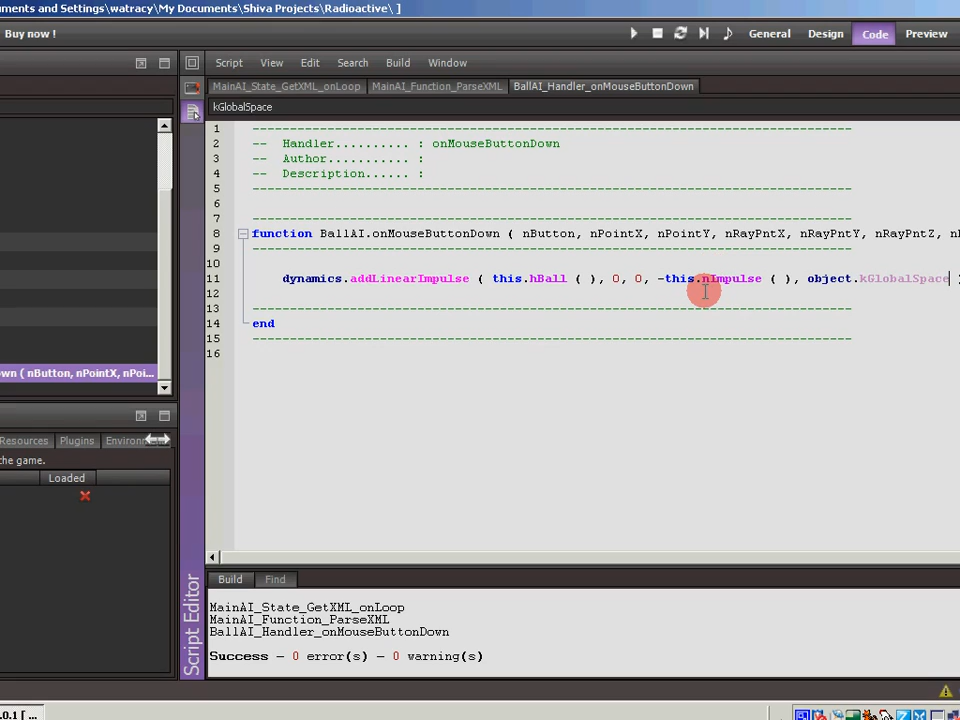 uments and Settings\watracy\My Documents\Shiva Projects\Radioactive\ ]
Buy now !
General Design Code Preview
Script View Edit Search Build Window
MainAI_State_GetXML_onLoop MainAI_Function_ParseXML BallAI_Handler_onMouseButtonDown
kGlobalSpace
1 --------------------------------------------------------------------------------
2 -- Handler.......... : onMouseButtonDown
3 -- Author........... :
4 -- Description...... :
5 --------------------------------------------------------------------------------
6
7 --------------------------------------------------------------------------------
8 function BallAI.onMouseButtonDown ( nButton, nPointX, nPointY, nRayPntX, nRayPntY, nRayPntZ, n
9 --------------------------------------------------------------------------------
10
11 dynamics.addLinearImpulse ( this.hBall ( ), 0, 0, -this.nImpulse ( ), object.kGlobalSpace )
12
13 --------------------------------------------------------------------------------
14 end
15 --------------------------------------------------------------------------------
16
own ( nButton, nPointX, nPoi...
Resources Plugins Environ
the game.
Loaded
Script Editor
Build Find
MainAI_State_GetXML_onLoop
MainAI_Function_ParseXML
BallAI_Handler_onMouseButtonDown
Success - 0 error(s) - 0 warning(s)
.0.1 [ ...